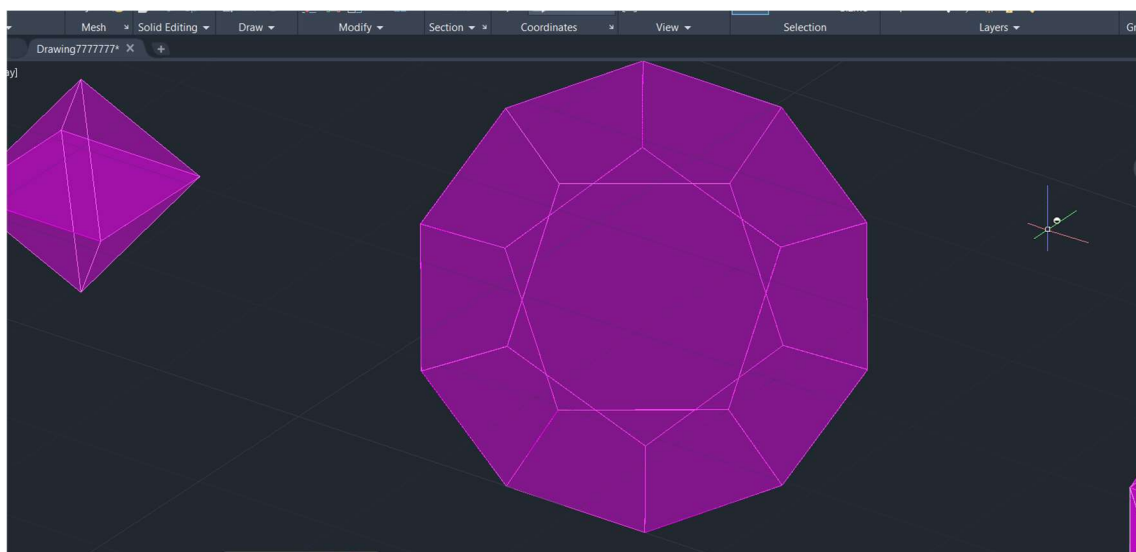 Mesh Solid Editing Draw Modify Section Coordinates View Selection Layers
Drawing7777777*
ay]